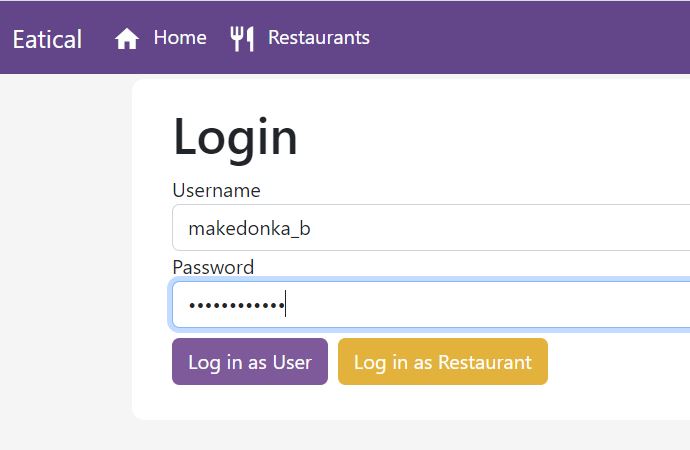 Eatical Home Restaurants
Login
Username
makedonka_b
Password
••••••••••••
Log in as User Log in as Restaurant